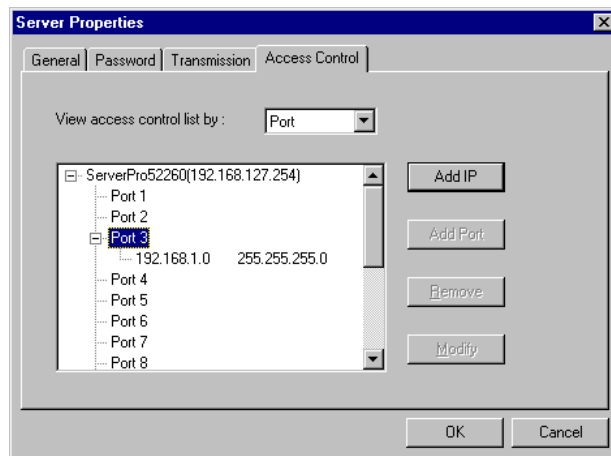 Server Properties
General Password Transmission Access Control
View access control list by : Port
ServerPro52260(192.168.127.254)
Add IP
Port 1
Port 2
Port 3
Add Port
192.168.1.0 255.255.255.0
Port 4
Port 5
Remove
Port 6
Port 7
Modify
Port 8
OK Cancel